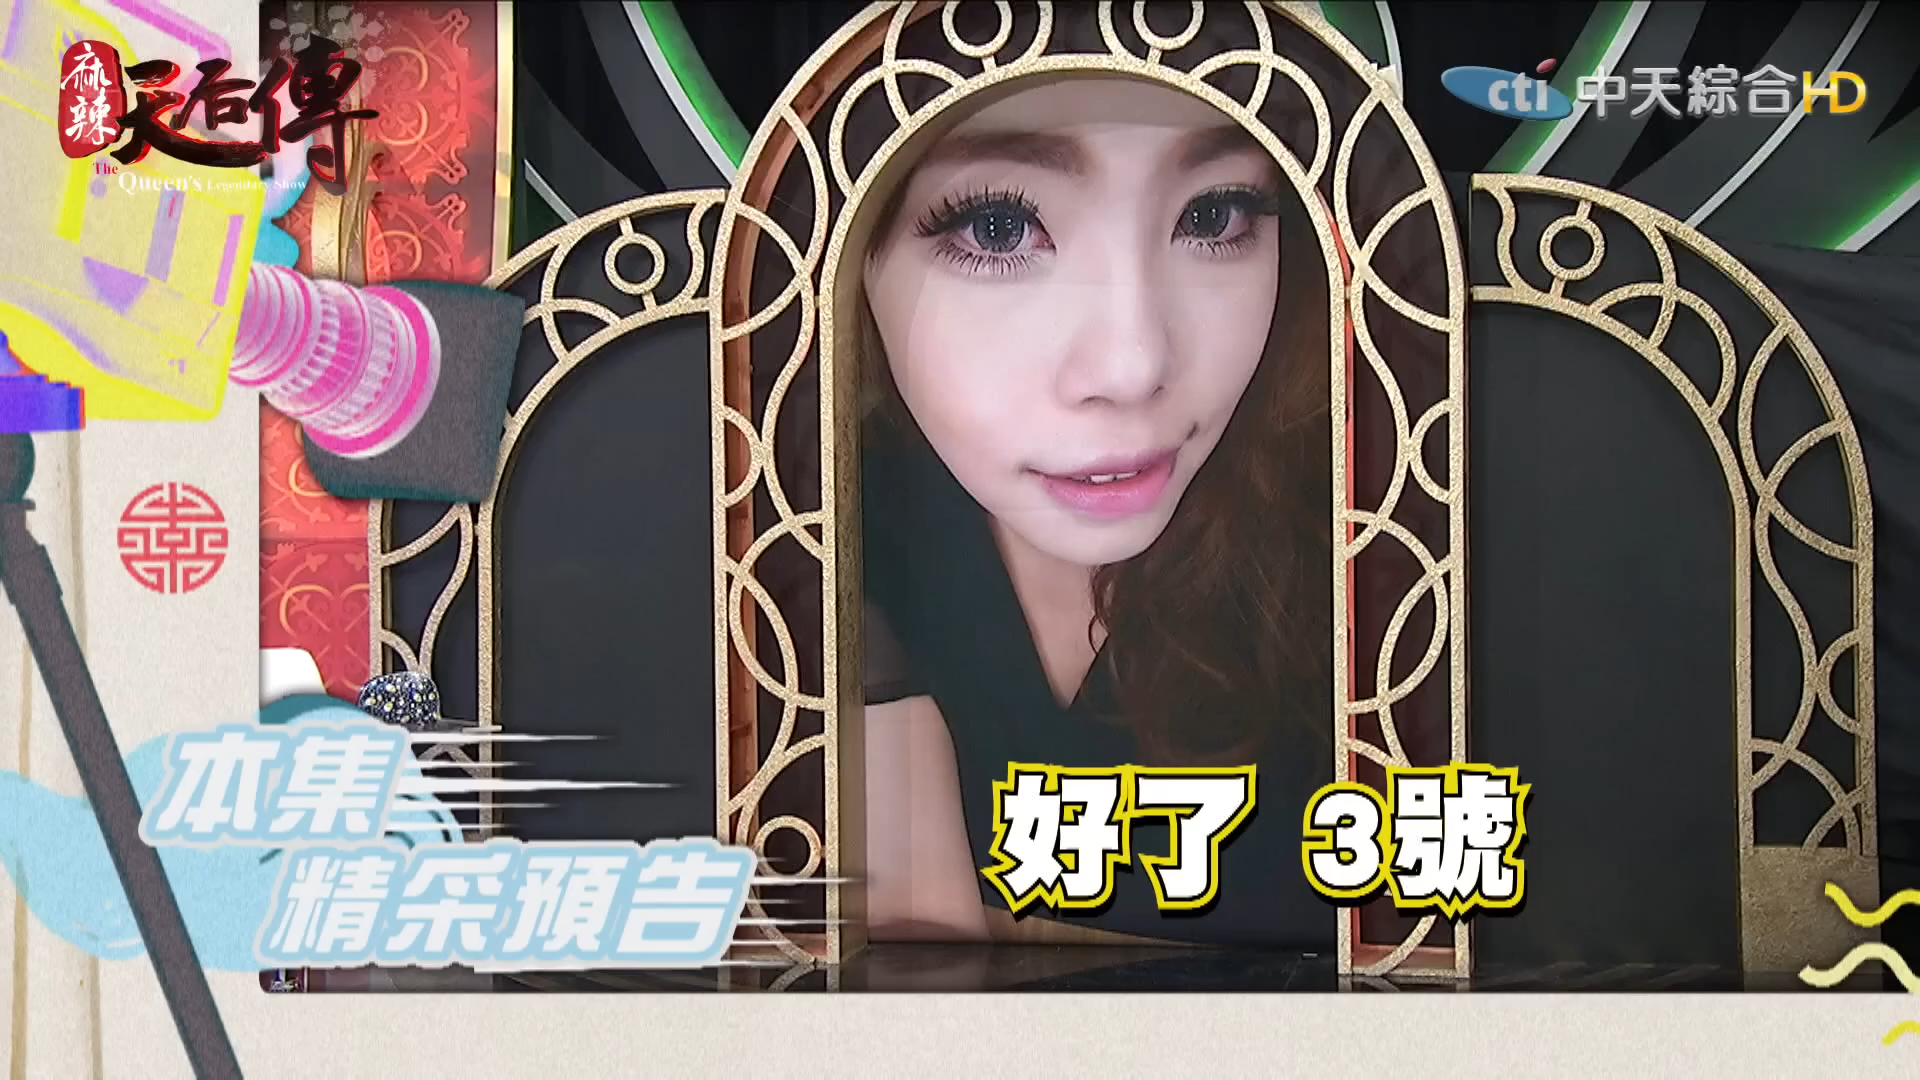 麻辣天后傳
The Queen's Legendary Show
cti 中天綜合HD
本集
精采預告
好了 3號